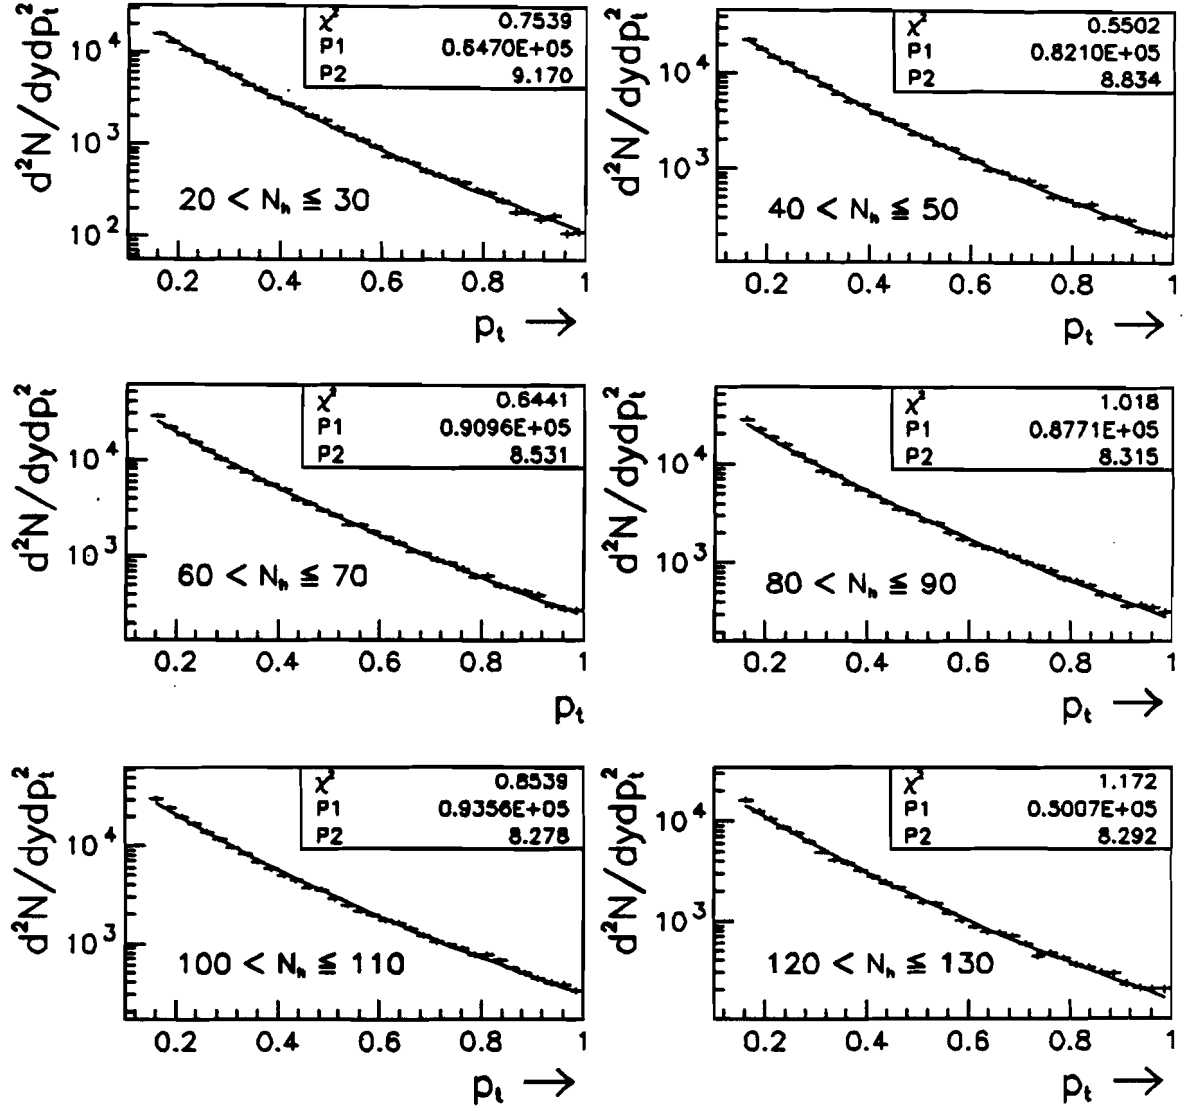 d²N/dydpₜ²
10⁴
10³
10²
χ² 0.7539
P1 0.6470E+05
P2 9.170
20 < Nₕ ≦ 30
0.2 0.4 0.6 0.8 1
pₜ →
d²N/dydpₜ²
10⁴
10³
χ² 0.5502
P1 0.8210E+05
P2 8.834
40 < Nₕ ≦ 50
0.2 0.4 0.6 0.8 1
pₜ →
d²N/dydpₜ²
10⁴
10³
χ² 0.6441
P1 0.9096E+05
P2 8.531
60 < Nₕ ≦ 70
0.2 0.4 0.6 0.8 1
pₜ
d²N/dydpₜ²
10⁴
10³
χ² 1.018
P1 0.8771E+05
P2 8.315
80 < Nₕ ≦ 90
0.2 0.4 0.6 0.8 1
pₜ →
d²N/dydpₜ²
10⁴
10³
χ² 0.8539
P1 0.9356E+05
P2 8.278
100 < Nₕ ≦ 110
0.2 0.4 0.6 0.8 1
pₜ →
d²N/dydpₜ²
10⁴
10³
χ² 1.172
P1 0.5007E+05
P2 8.292
120 < Nₕ ≦ 130
0.2 0.4 0.6 0.8 1
pₜ →